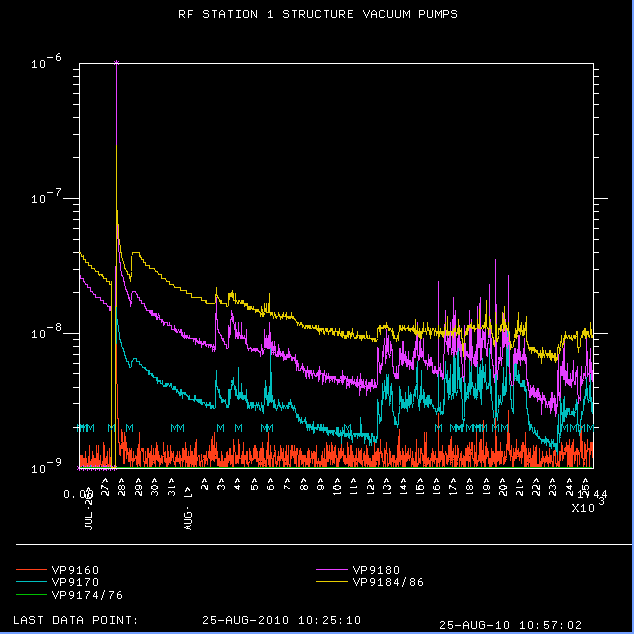 RF STATION 1 STRUCTURE VACUUM PUMPS
10-6
10-7
10-8
M M M M M M M M M M M
10-9
0.00 JUL-26> 27> 28> 29> 30> 31> AUG- 1> 2> 3> 4> 5> 6> 7> 8> 9> 10> 11> 12> 13> 14> 15> 16> 17> 18> 19> 20> 21> 22> 23> 24> 25> 44
X10 3
VP9160 VP9180
VP9170 VP9184/86
VP9174/76
LAST DATA POINT: 25-AUG-2010 10:25:10 25-AUG-10 10:57:02